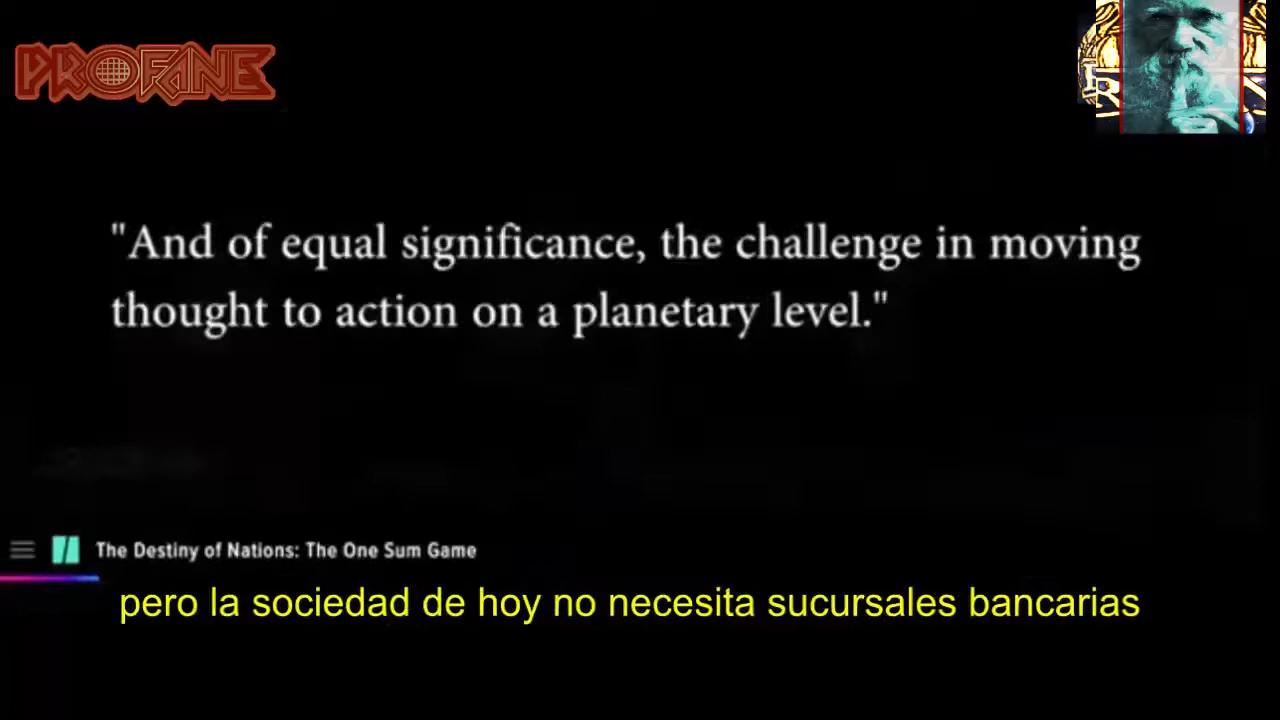 PROFANE
"And of equal significance, the challenge in moving
thought to action on a planetary level."
The Destiny of Nations: The One Sum Game
pero la sociedad de hoy no necesita sucursales bancarias